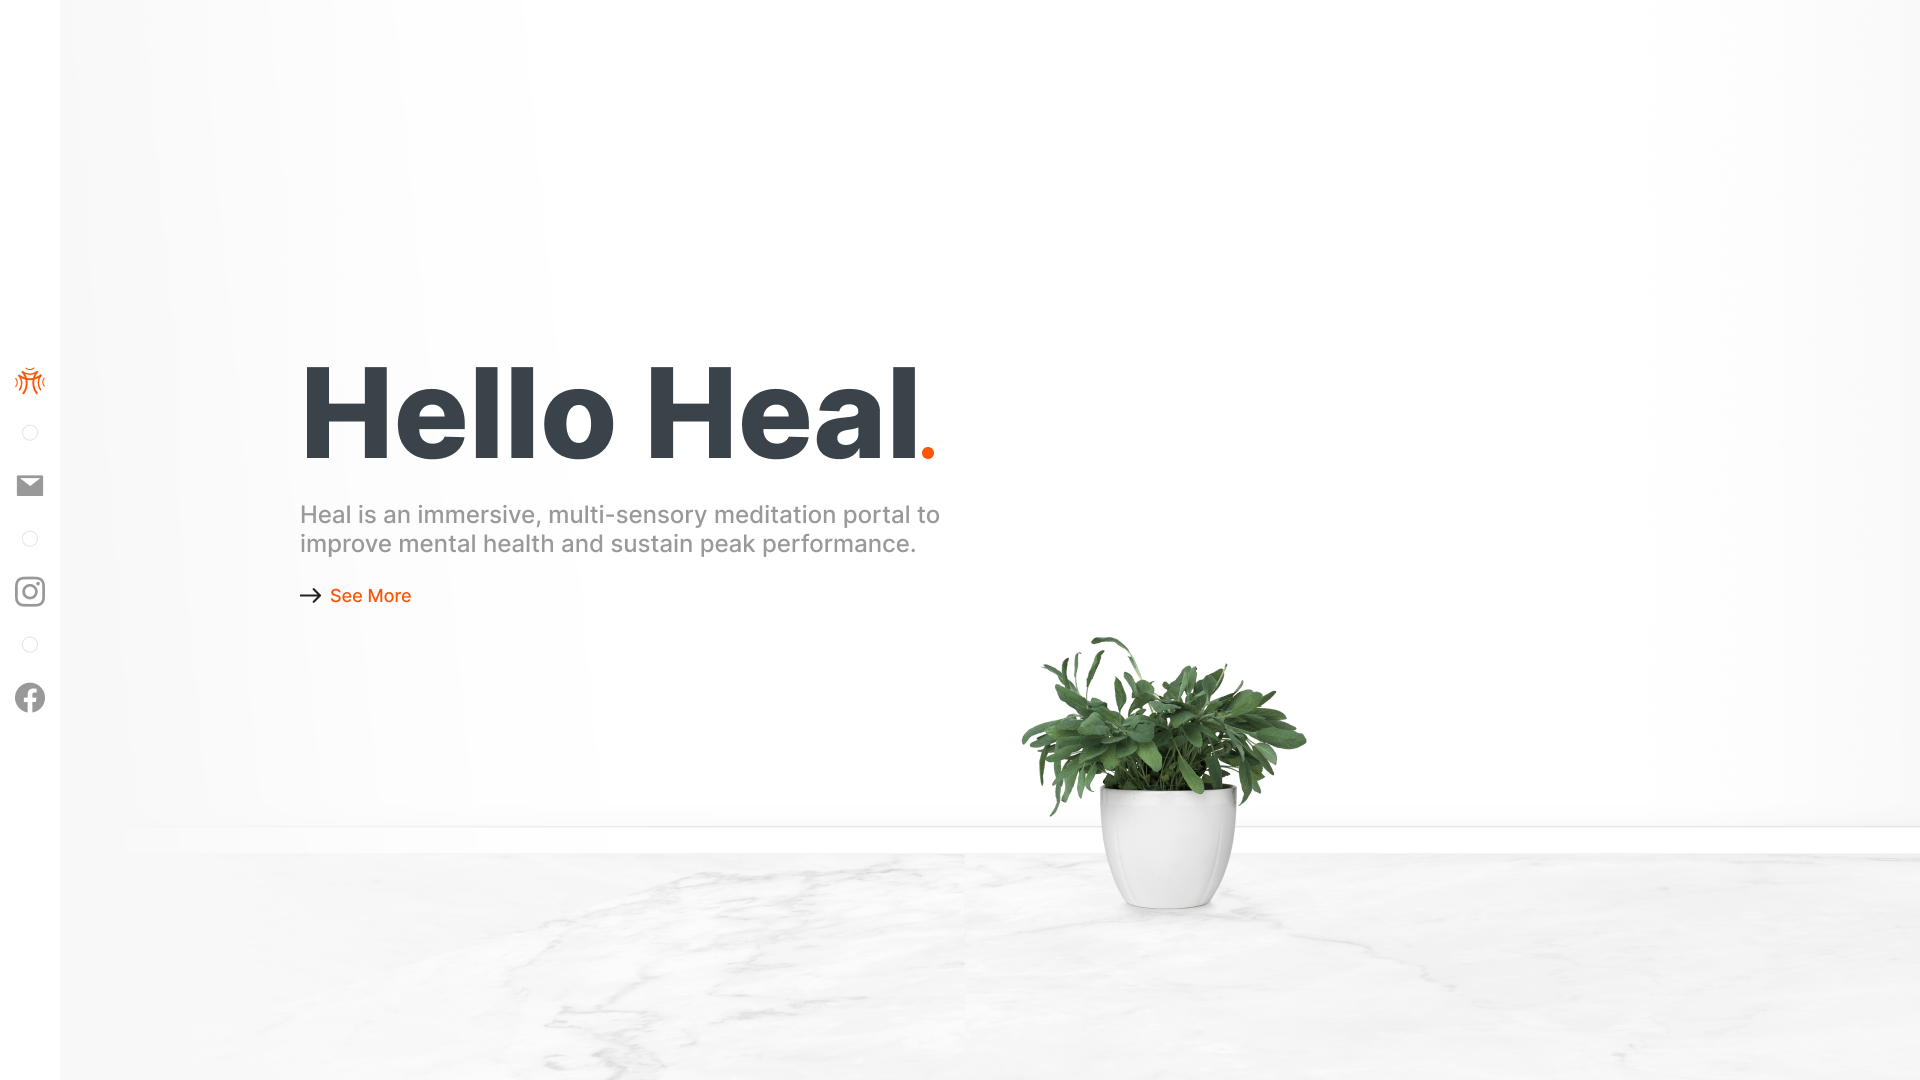 Hello Heal.
Heal is an immersive, multi-sensory meditation portal to
improve mental health and sustain peak performance.
See More